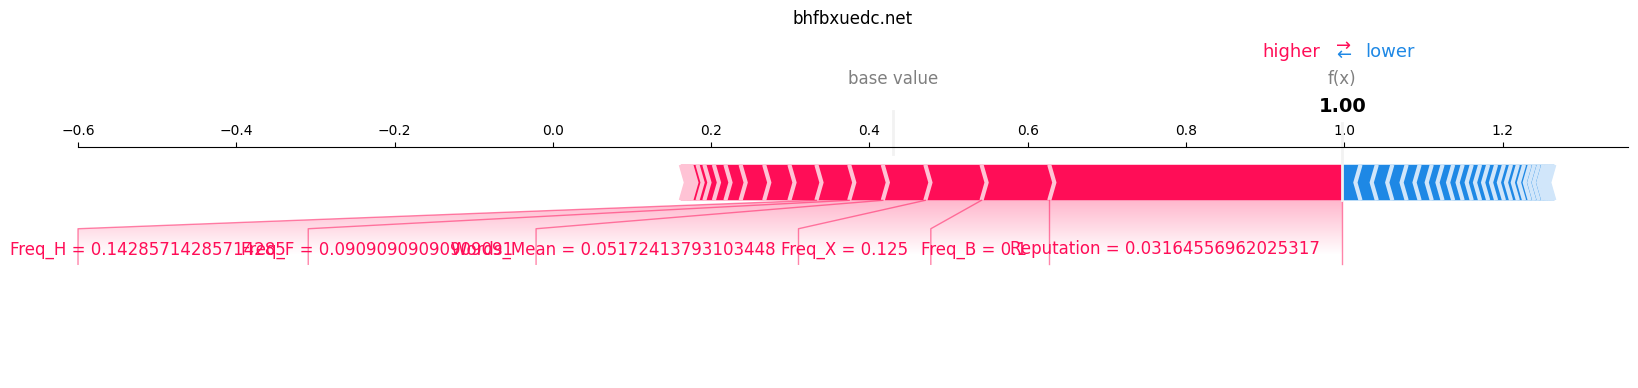 bhfbxuedc.net
higher ⇄ lower
base value f(x)
1.00
−0.6 −0.4 −0.2 0.0 0.2 0.4 0.6 0.8 1.0 1.2
Freq_H = 0.14285714285714285 Freq_F = 0.09090909090909091 Words_Mean = 0.05172413793103448 Freq_X = 0.125 Freq_B = 0.1 Reputation = 0.03164556962025317